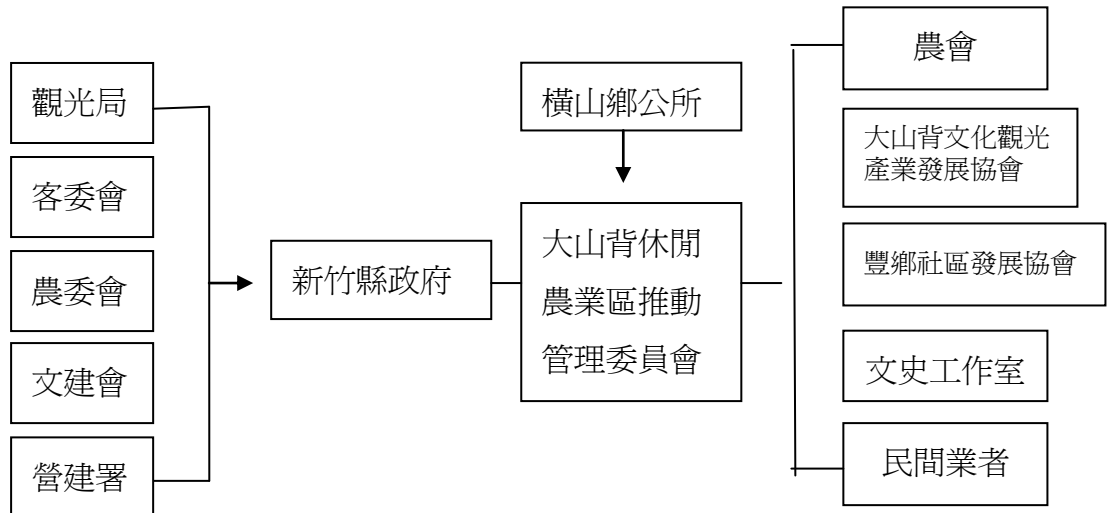 觀光局
客委會
農委會
文建會
營建署
新竹縣政府
橫山鄉公所
大山背休閒
農業區推動
管理委員會
農會
大山背文化觀光
產業發展協會
豐鄉社區發展協會
文史工作室
民間業者